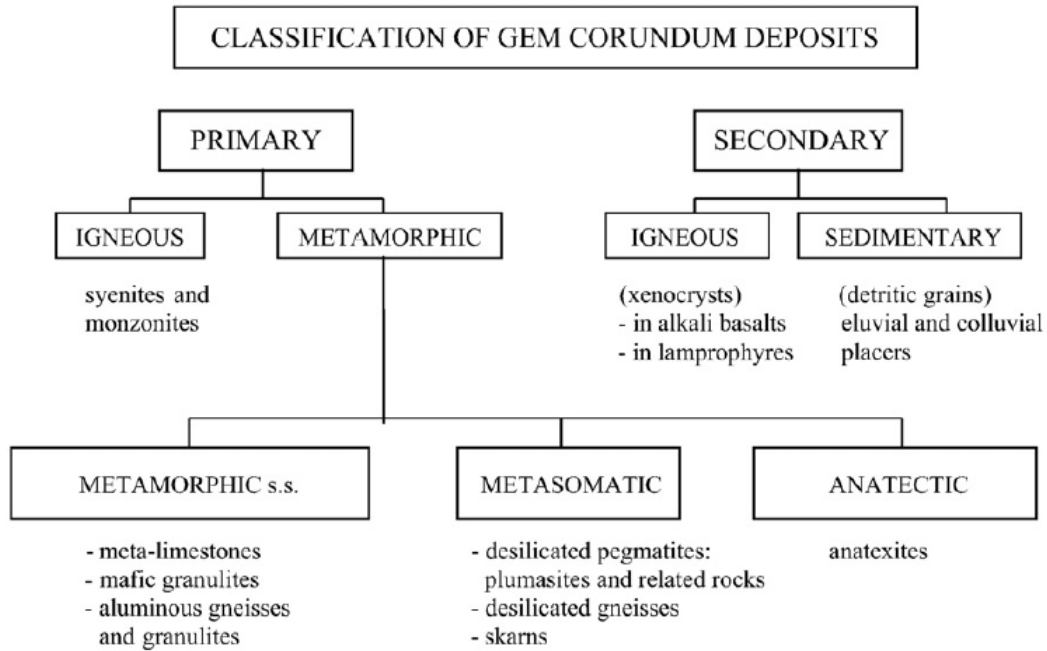 CLASSIFICATION OF GEM CORUNDUM DEPOSITS
PRIMARY
SECONDARY
IGNEOUS
METAMORPHIC
IGNEOUS
SEDIMENTARY
syenites and
monzonites
(xenocrysts)
- in alkali basalts
- in lamprophyres
(detritic grains)
eluvial and colluvial
placers
METAMORPHIC s.s.
METASOMATIC
ANATECTIC
- meta-limestones
- mafic granulites
- aluminous gneisses
and granulites
- desilicated pegmatites:
plumasites and related rocks
- desilicated gneisses
- skarns
anatexites